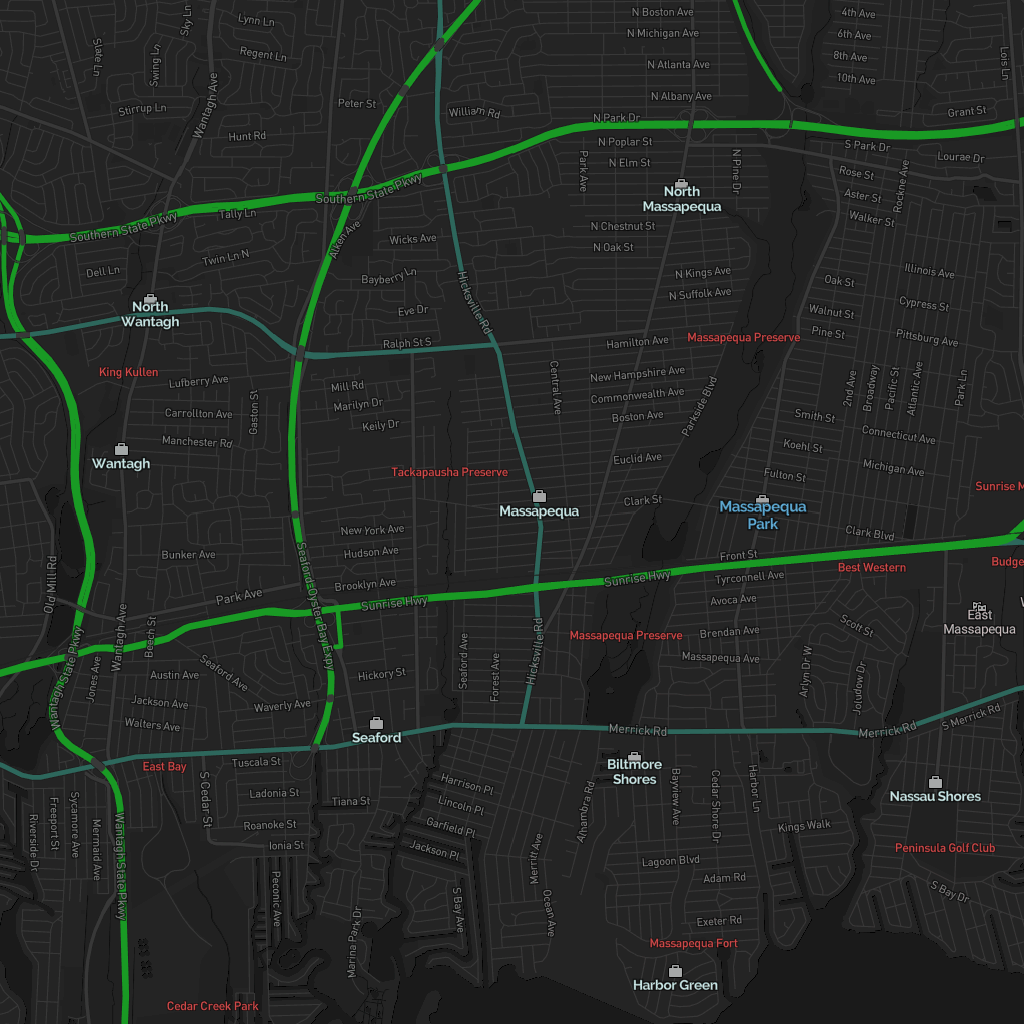 N Boston Ave
4th Ave
Lynn Ln
Sky Ln
6th Ave
N Michigan Ave
State Ln
Swing Ln
Regent Ln
8th Ave
Lois Ln
N Atlanta Ave
10th Ave
Wantagh Ave
Peter St
N Albany Ave
Stirrup Ln
William Rd
Grant St
N Park Dr
Hunt Rd
N Poplar St
S Park Dr
N Elm St
Park Ave
N Pine Dr
Lourae Dr
Rose St
Rockne Ave
Southern State Pkwy
North
Massapequa
Aster St
Tally Ln
Walker St
Southern State Pkwy
N Chestnut St
Aiken Ave
Wicks Ave
N Oak St
Twin Ln N
Dell Ln
Bayberry Ln
N Kings Ave
Illinois Ave
Oak St
N Suffolk Ave
Hicksville Rd
North
Wantagh
Eve Dr
Cypress St
Walnut St
Pine St
Pittsburg Ave
Ralph St S
Hamilton Ave
Massapequa Preserve
King Kullen
Lufberry Ave
New Hampshire Ave
Mill Rd
Central Ave
Commonwealth Ave
2nd Ave
Broadway
Pacific St
Atlantic Ave
Park Ln
Marilyn Dr
Gaston St
Carrollton Ave
Boston Ave
Parkside Blvd
Smith St
Keily Dr
Manchester Rd
Connecticut Ave
Koehl St
Wantagh
Euclid Ave
Michigan Ave
Tackapausha Preserve
Fulton St
Sunrise M
Massapequa
Clark St
Massapequa
Park
New York Ave
Clark Blvd
Bunker Ave
Hudson Ave
Front St
Budge
Best Western
Old Mill Rd
Brooklyn Ave
Sunrise Hwy
Tyrconnell Ave
Park Ave
Sunrise Hwy
Avoca Ave
Seaford-Oyster Bay Expy
East
Massapequa
Beech St
Wantagh Ave
Massapequa Preserve
Brendan Ave
Scott St
Wantagh State Pkwy
Jones Ave
Seaford Ave
Seaford Ave
Forest Ave
Hicksville Rd
Massapequa Ave
Arlyn Dr W
Joludow Dr
Austin Ave
Hickory St
Jackson Ave
Waverly Ave
Walters Ave
S Merrick Rd
Merrick Rd
Merrick Rd
Seaford
East Bay
Tuscala St
Biltmore
Shores
Ladonia St
S Cedar St
Harrison Pl
Bayview Ave
Cedar Shore Dr
Harbor Ln
Nassau Shores
Tiana St
Lincoln Pl
Alhambra Rd
Freeport St
Sycamore Ave
Riverside Dr
Mermaid Ave
Roanoke St
Garfield Pl
Kings Walk
Ionia St
Jackson Pl
Merritt Ave
Peninsula Golf Club
Lagoon Blvd
Wantagh State Pkwy
Adam Rd
S Bay Dr
Peconic Ave
S Bay Ave
Ocean Ave
Exeter Rd
Marina Park Dr
Massapequa Fort
Harbor Green
Cedar Creek Park